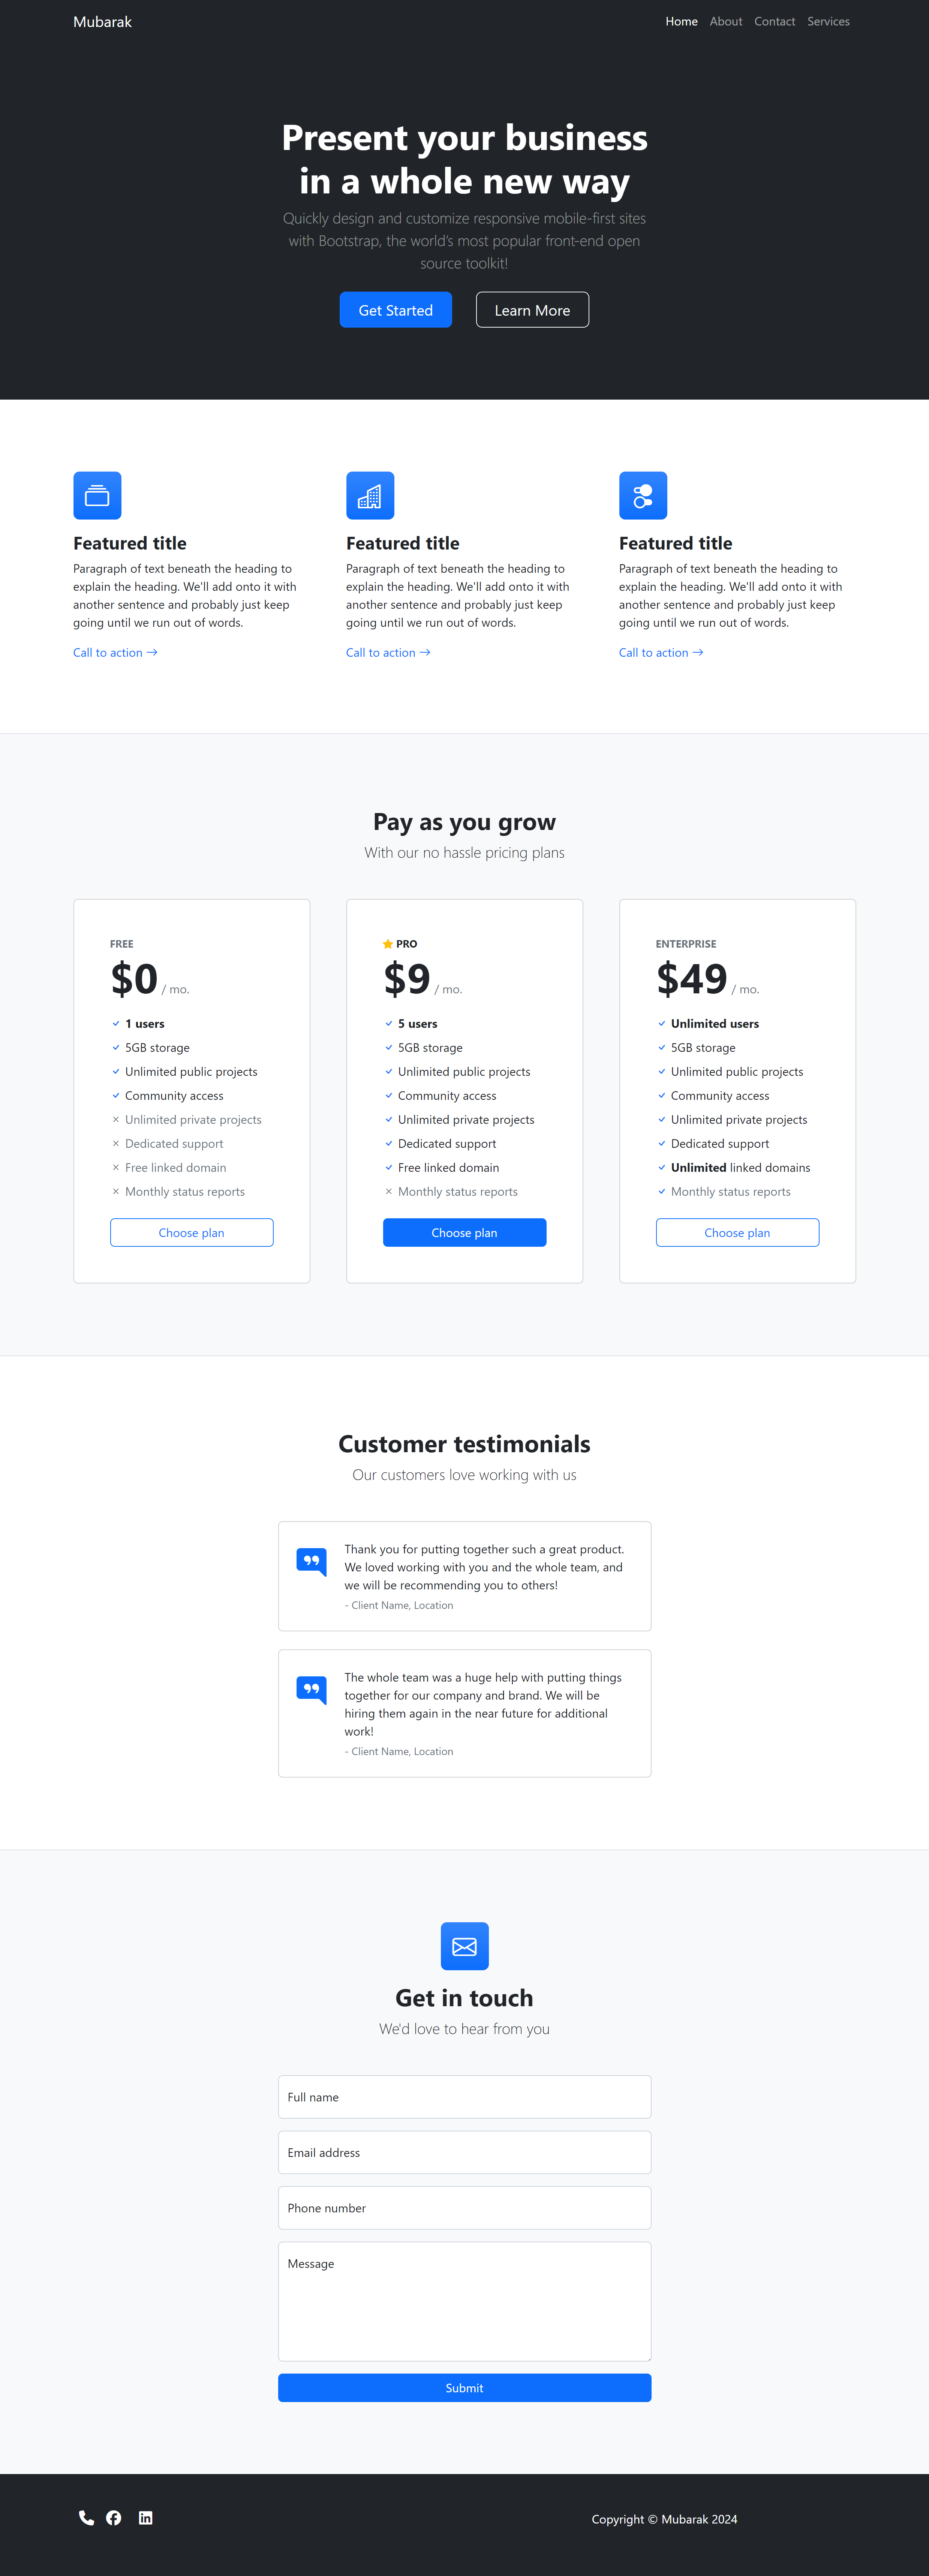 Mubarak
Home About Contact Services
Present your business
in a whole new way
Quickly design and customize responsive mobile-first sites
with Bootstrap, the world's most popular front-end open
source toolkit!
Get Started Learn More
Featured title
Paragraph of text beneath the heading to
explain the heading. We'll add onto it with
another sentence and probably just keep
going until we run out of words.
Call to action →
Featured title
Paragraph of text beneath the heading to
explain the heading. We'll add onto it with
another sentence and probably just keep
going until we run out of words.
Call to action →
Featured title
Paragraph of text beneath the heading to
explain the heading. We'll add onto it with
another sentence and probably just keep
going until we run out of words.
Call to action →
Pay as you grow
With our no hassle pricing plans
FREE
$0 / mo.
1 users
5GB storage
Unlimited public projects
Community access
Unlimited private projects
Dedicated support
Free linked domain
Monthly status reports
Choose plan
PRO
$9 / mo.
5 users
5GB storage
Unlimited public projects
Community access
Unlimited private projects
Dedicated support
Free linked domain
Monthly status reports
Choose plan
ENTERPRISE
$49 / mo.
Unlimited users
5GB storage
Unlimited public projects
Community access
Unlimited private projects
Dedicated support
Unlimited linked domains
Monthly status reports
Choose plan
Customer testimonials
Our customers love working with us
Thank you for putting together such a great product.
We loved working with you and the whole team, and
we will be recommending you to others!
- Client Name, Location
The whole team was a huge help with putting things
together for our company and brand. We will be
hiring them again in the near future for additional
work!
- Client Name, Location
Get in touch
We'd love to hear from you
Full name
Email address
Phone number
Message
Submit
Copyright © Mubarak 2024